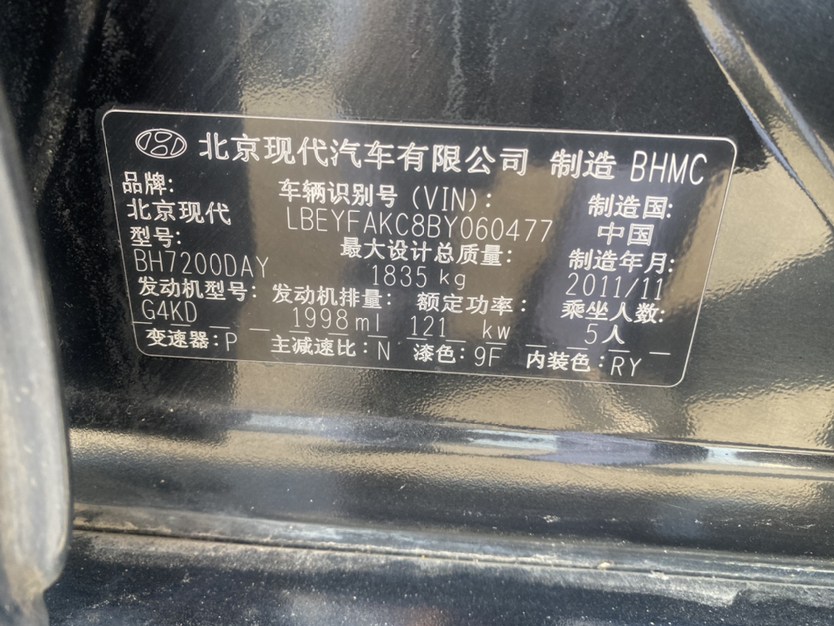 北京现代汽车有限公司 制造 BHMC
品牌: 车辆识别号 (VIN): 制造国:
北京现代 LBEYFAKC8BY060477 中国
型号: 最大设计总质量: 制造年月:
BH7200DAY 1835 kg 2011/11
发动机型号: 发动机排量: 额定功率: 乘坐人数:
G4KD 1998 ml 121 kw 5人
变速器:P 主减速比:N 漆色:9F 内装色:RY